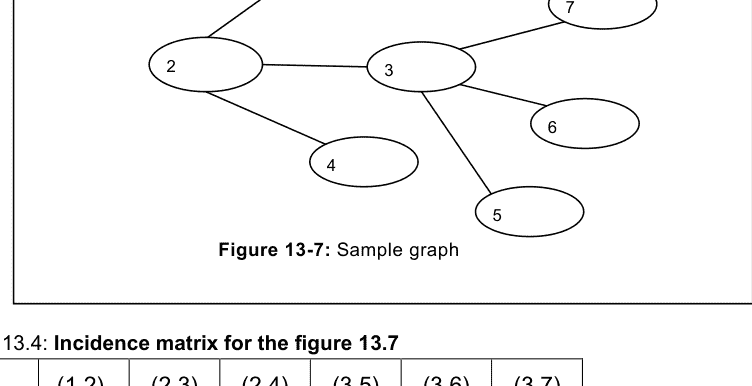 7
2
3
6
4
5
Figure 13-7: Sample graph
13.4: Incidence matrix for the figure 13.7
(1,2) (2,3) (2,4) (3,5) (3,6) (3,7)